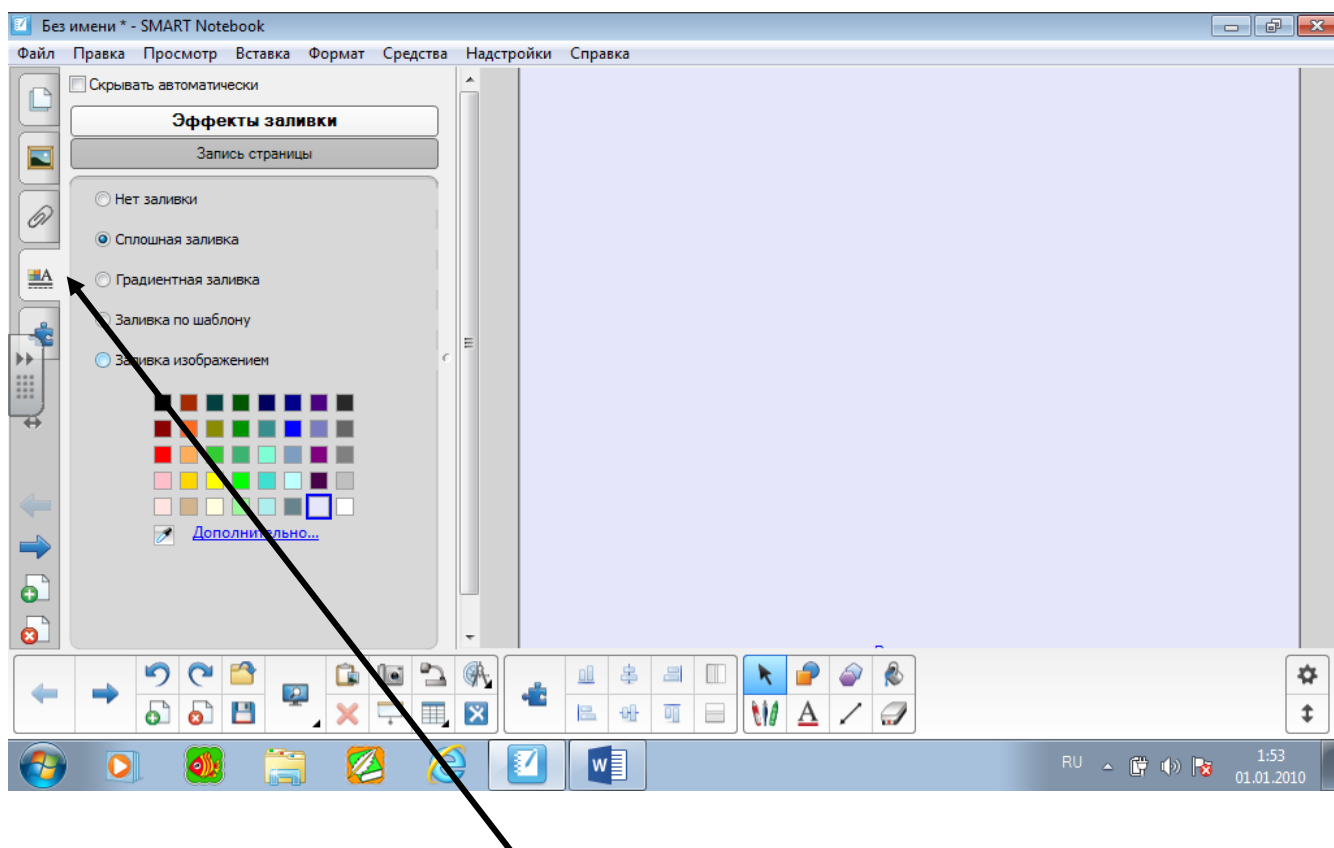 Без имени * - SMART Notebook
Файл Правка Просмотр Вставка Формат Средства Надстройки Справка
Скрывать автоматически
Эффекты заливки
Запись страницы
Нет заливки
Сплошная заливка
Градиентная заливка
Заливка по шаблону
Заливка изображением
Дополнительно...
RU
1:53
01.01.2010